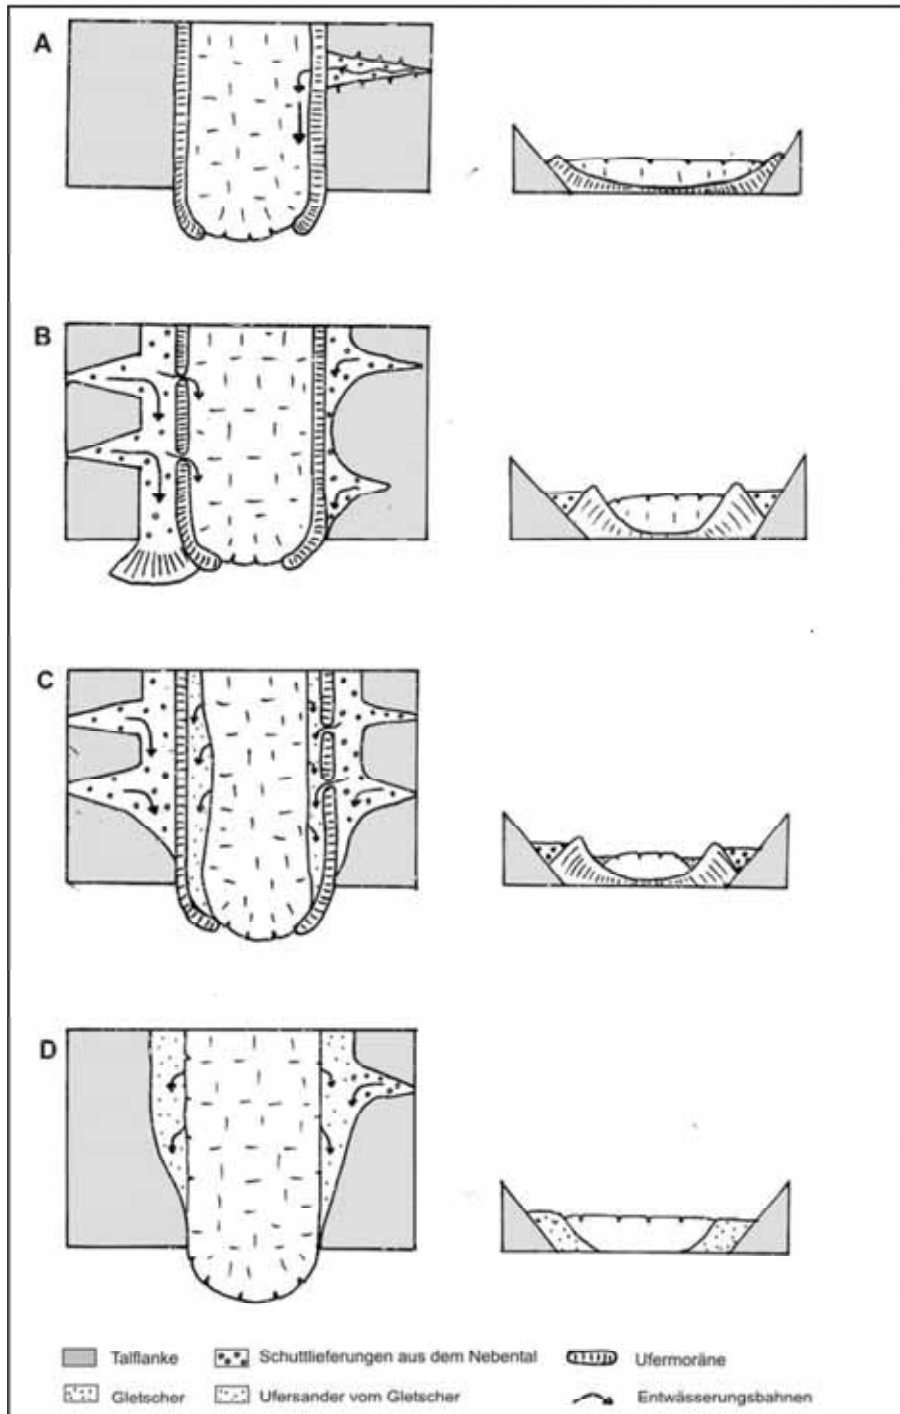 A
B
C
D
Talflanke Schuttlieferungen aus dem Nebental Ufermoräne
Gletscher Ufersander vom Gletscher Entwässerungsbahnen